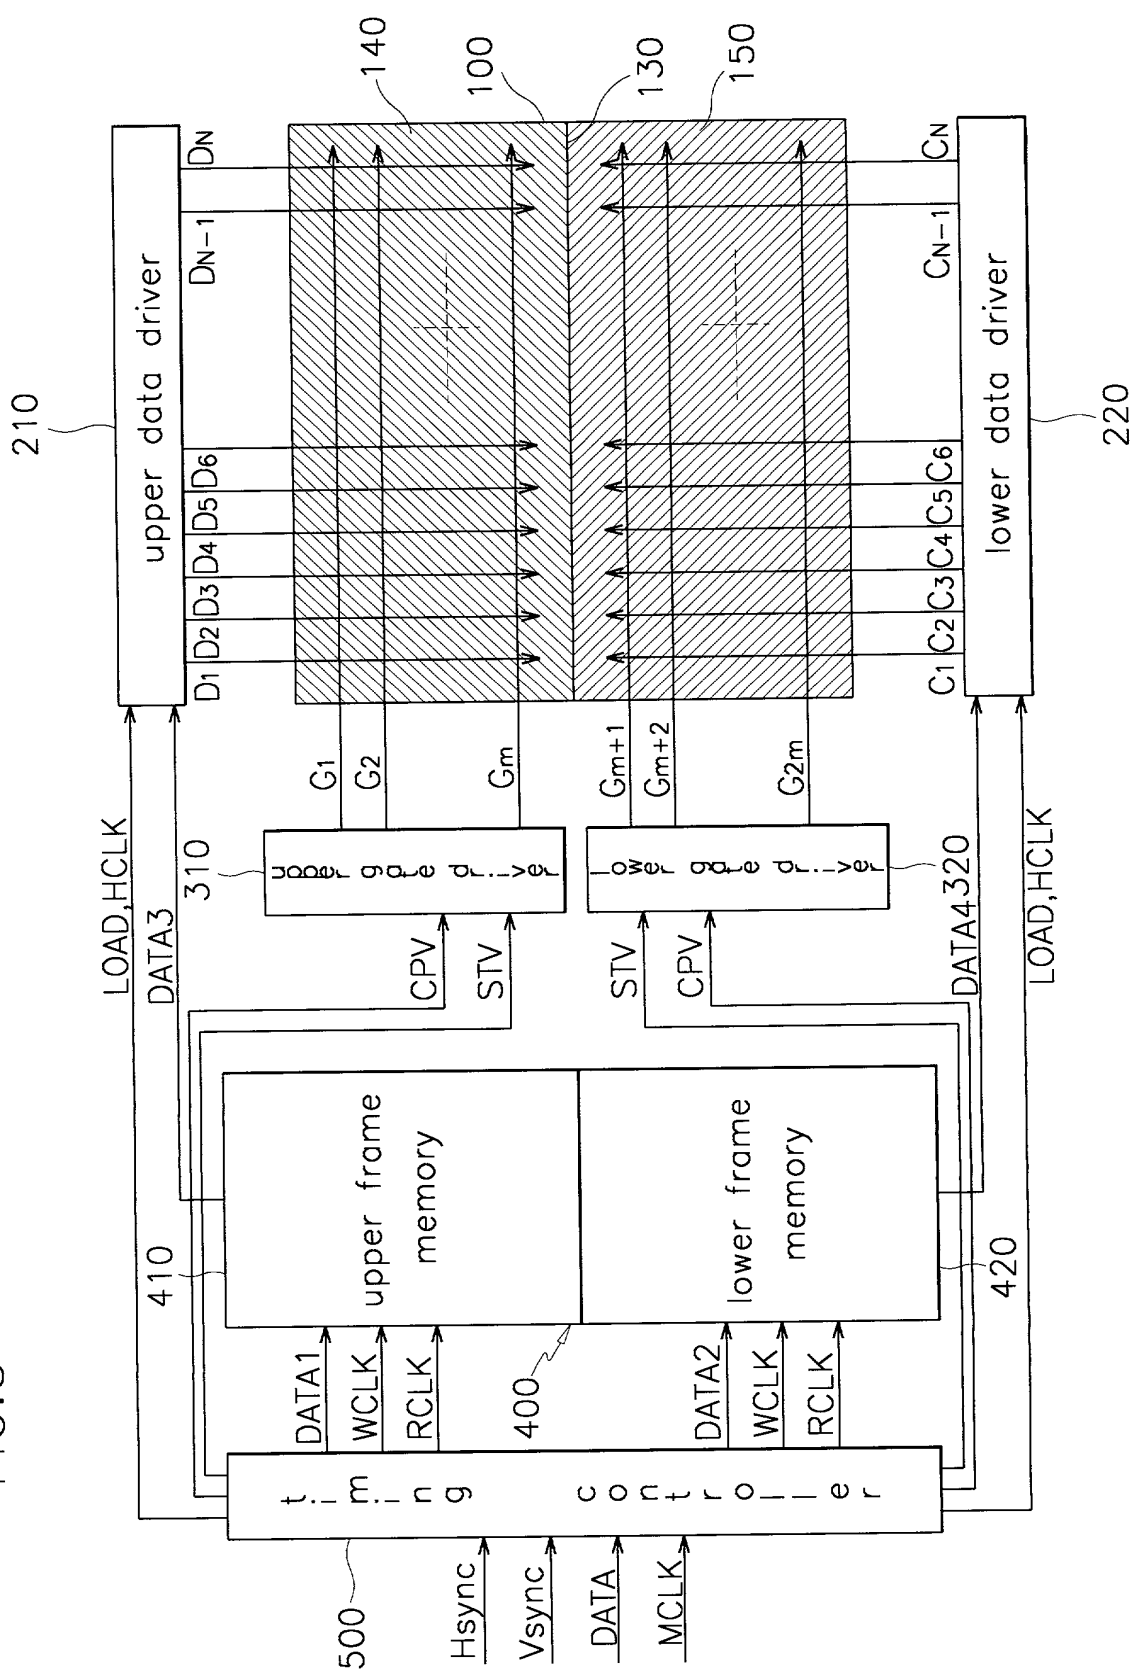 210
upper data driver
LOAD,HCLK
DATA3
D1
D2
D3
D4
D5
D6
DN-1
DN
140
100
130
150
410
310
upper gate driver
G1
G2
Gm
CPV
STV
upper frame
memory
DATA1
WCLK
RCLK
400
500
timing controller
Hsync
Vsync
DATA
MCLK
DATA2
WCLK
RCLK
lower frame
memory
420
STV
CPV
lower gate driver
320
Gm+1
Gm+2
G2m
DATA4
LOAD,HCLK
C1
C2
C3
C4
C5
C6
CN-1
CN
lower data driver
220